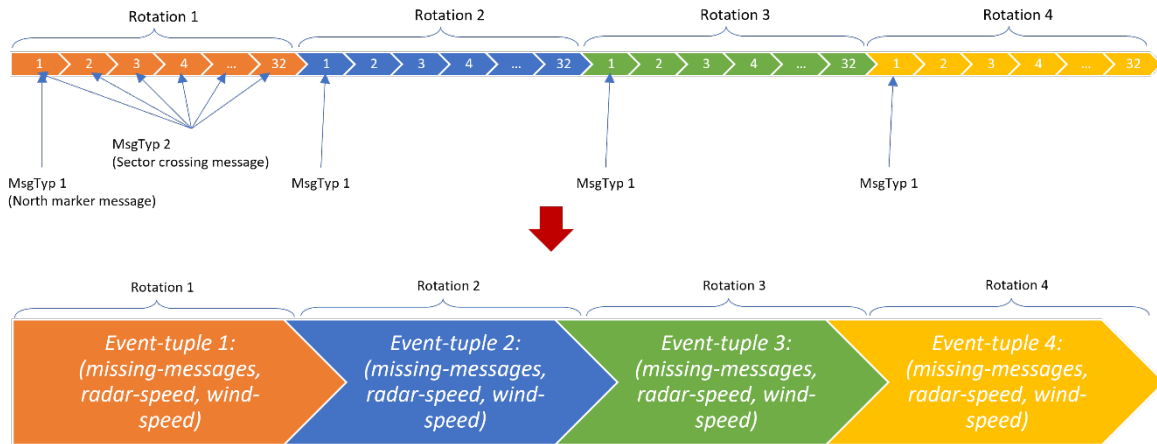 Rotation 1 Rotation 2 Rotation 3 Rotation 4
1 2 3 4 ... 32 1 2 3 4 ... 32 1 2 3 4 ... 32 1 2 3 4 ... 32
MsgTyp 2
(Sector crossing message)
MsgTyp 1
(North marker message)
MsgTyp 1
MsgTyp 1
MsgTyp 1
Rotation 1 Rotation 2 Rotation 3 Rotation 4
Event-tuple 1:
(missing-messages,
radar-speed, wind-
speed)
Event-tuple 2:
(missing-messages,
radar-speed, wind-
speed)
Event-tuple 3:
(missing-messages,
radar-speed, wind-
speed)
Event-tuple 4:
(missing-messages,
radar-speed, wind-
speed)